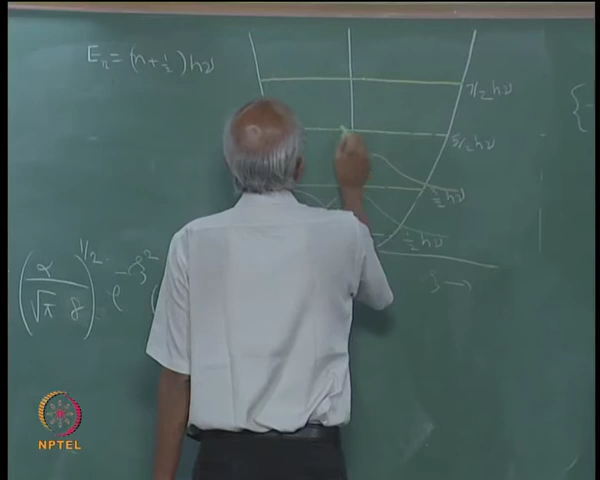 Eₙ = (n + 1/2) hν
7/2 hν
5/2 hν
3/2 hν
1/2 hν
ξ →
(α / √π 8)^1/2 e^-ξ² (
{-
NPTEL